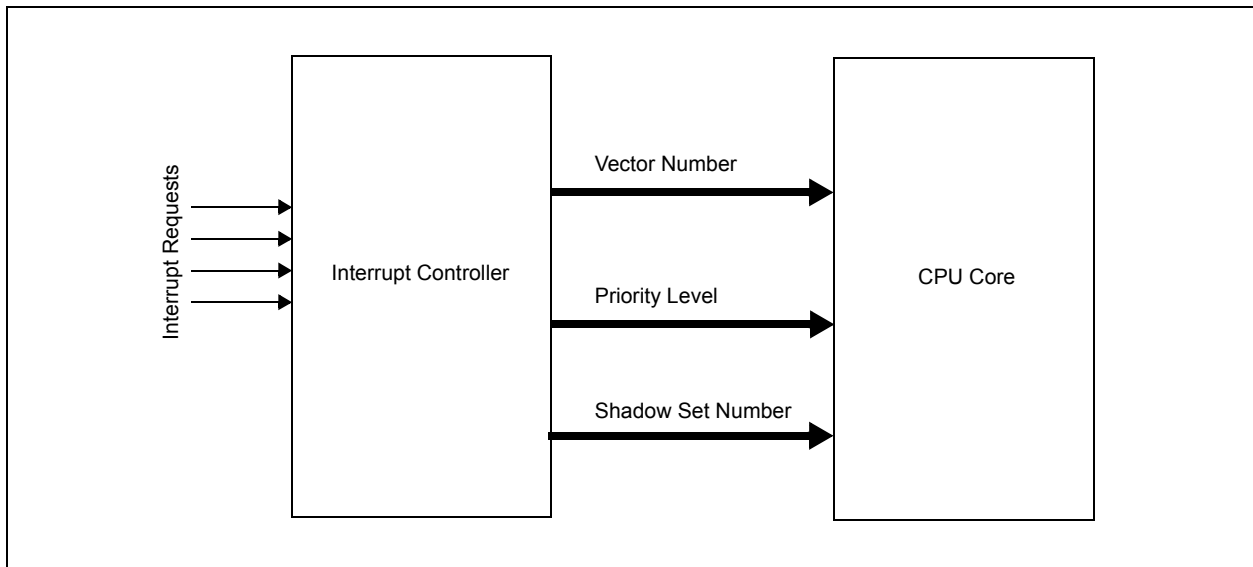 Interrupt Requests
Interrupt Controller
Vector Number
Priority Level
Shadow Set Number
CPU Core